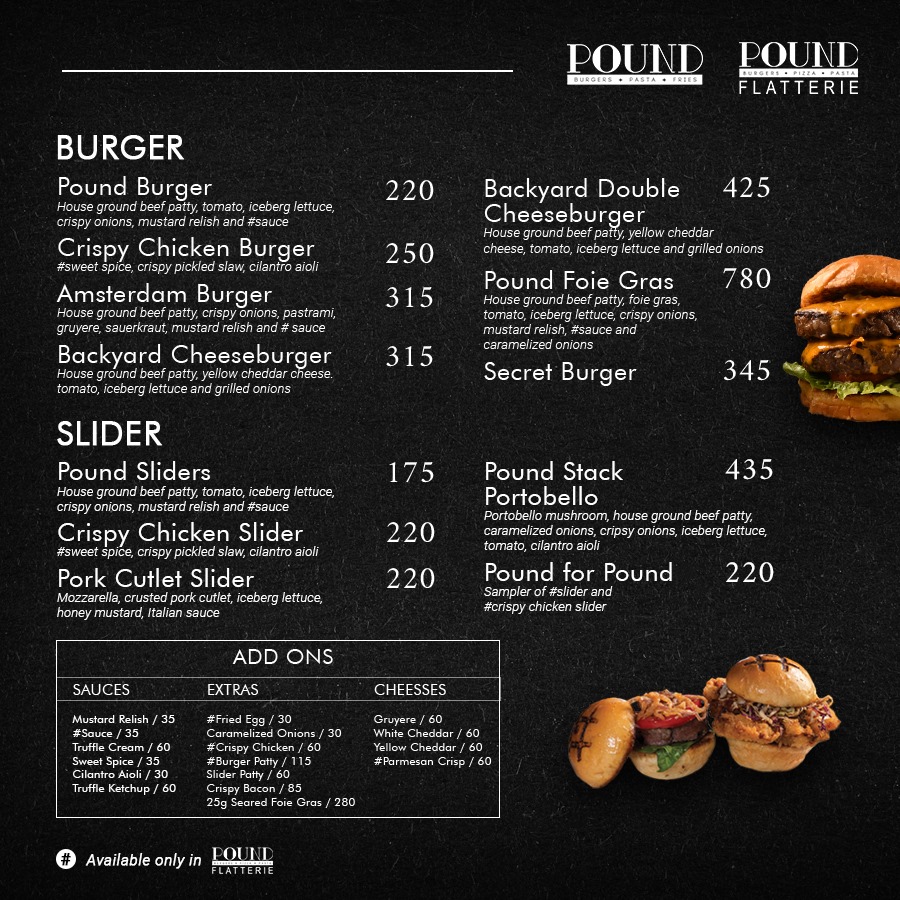 POUND
BURGERS • PASTA • FRIES
POUND
BURGERS • PIZZA • PASTA
FLATTERIE
BURGER
Pound Burger 220
House ground beef patty, tomato, iceberg lettuce,
crispy onions, mustard relish and #sauce
Crispy Chicken Burger 250
#sweet spice, crispy pickled slaw, cilantro aioli
Amsterdam Burger 315
House ground beef patty, crispy onions, pastrami,
gruyere, sauerkraut, mustard relish and # sauce
Backyard Cheeseburger 315
House ground beef patty, yellow cheddar cheese.
tomato, iceberg lettuce and grilled onions
Backyard Double 425
Cheeseburger
House ground beef patty, yellow cheddar
cheese, tomato, iceberg lettuce and grilled onions
Pound Foie Gras 780
House ground beef patty, foie gras,
tomato, iceberg lettuce, crispy onions,
mustard relish, #sauce and
caramelized onions
Secret Burger 345
SLIDER
Pound Sliders 175
House ground beef patty, tomato, iceberg lettuce,
crispy onions, mustard relish and #sauce
Crispy Chicken Slider 220
#sweet spice, crispy pickled slaw, cilantro aioli
Pork Cutlet Slider 220
Mozzarella, crusted pork cutlet, iceberg lettuce,
honey mustard, Italian sauce
Pound Stack 435
Portobello
Portobello mushroom, house ground beef patty,
caramelized onions, cripsy onions, iceberg lettuce,
tomato, cilantro aioli
Pound for Pound 220
Sampler of #slider and
#crispy chicken slider
ADD ONS
SAUCES
Mustard Relish / 35
#Sauce / 35
Truffle Cream / 60
Sweet Spice / 35
Cilantro Aioli / 30
Truffle Ketchup / 60
EXTRAS
#Fried Egg / 30
Caramelized Onions / 30
#Crispy Chicken / 60
#Burger Patty / 115
Slider Patty / 60
Crispy Bacon / 85
25g Seared Foie Gras / 280
CHEESSES
Gruyere / 60
White Cheddar / 60
Yellow Cheddar / 60
#Parmesan Crisp / 60
# Available only in POUND
FLATTERIE